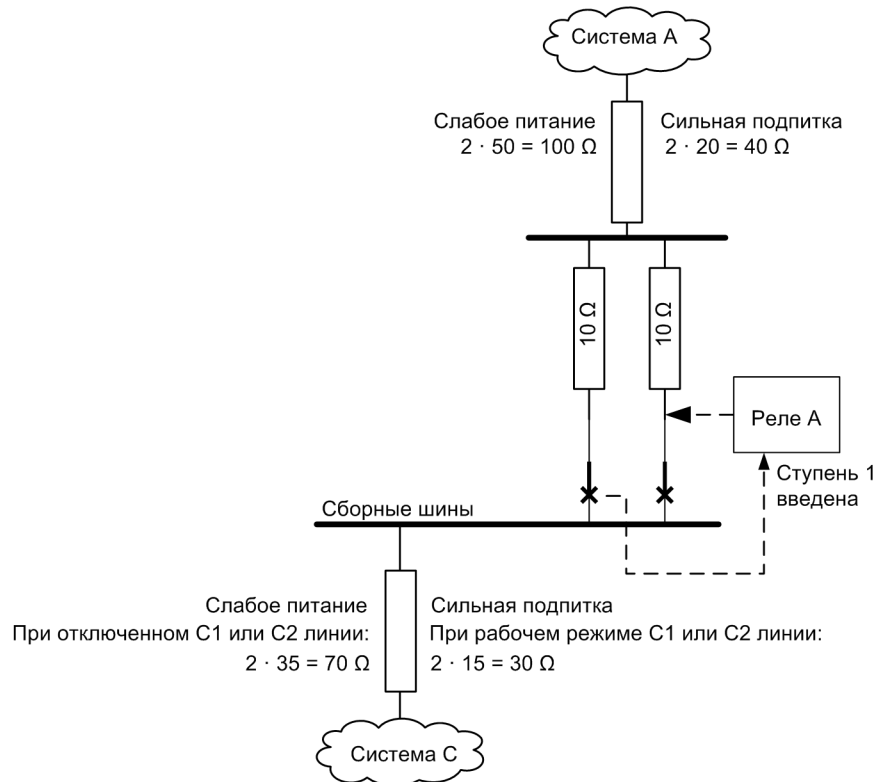 Система А
Слабое питание
2 · 50 = 100 Ω
Сильная подпитка
2 · 20 = 40 Ω
10 Ω
10 Ω
Реле А
Ступень 1
введена
Сборные шины
Слабое питание
При отключенном С1 или С2 линии:
2 · 35 = 70 Ω
Сильная подпитка
При рабочем режиме С1 или С2 линии:
2 · 15 = 30 Ω
Система С